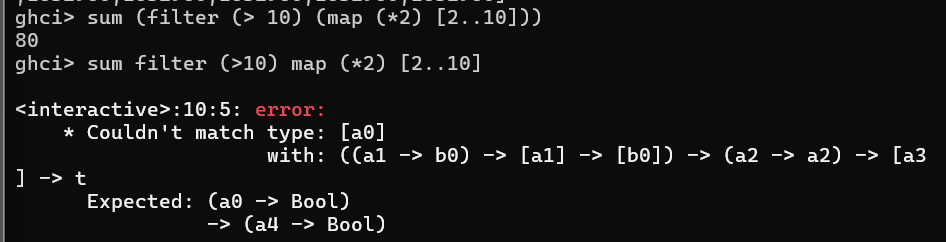 ghci> sum (filter (> 10) (map (*2) [2..10]))
80
ghci> sum filter (>10) map (*2) [2..10]
<interactive>:10:5: error:
    * Couldn't match type: [a0]
                     with: ((a1 -> b0) -> [a1] -> [b0]) -> (a2 -> a2) -> [a3
] -> t
      Expected: (a0 -> Bool)
                -> (a4 -> Bool)